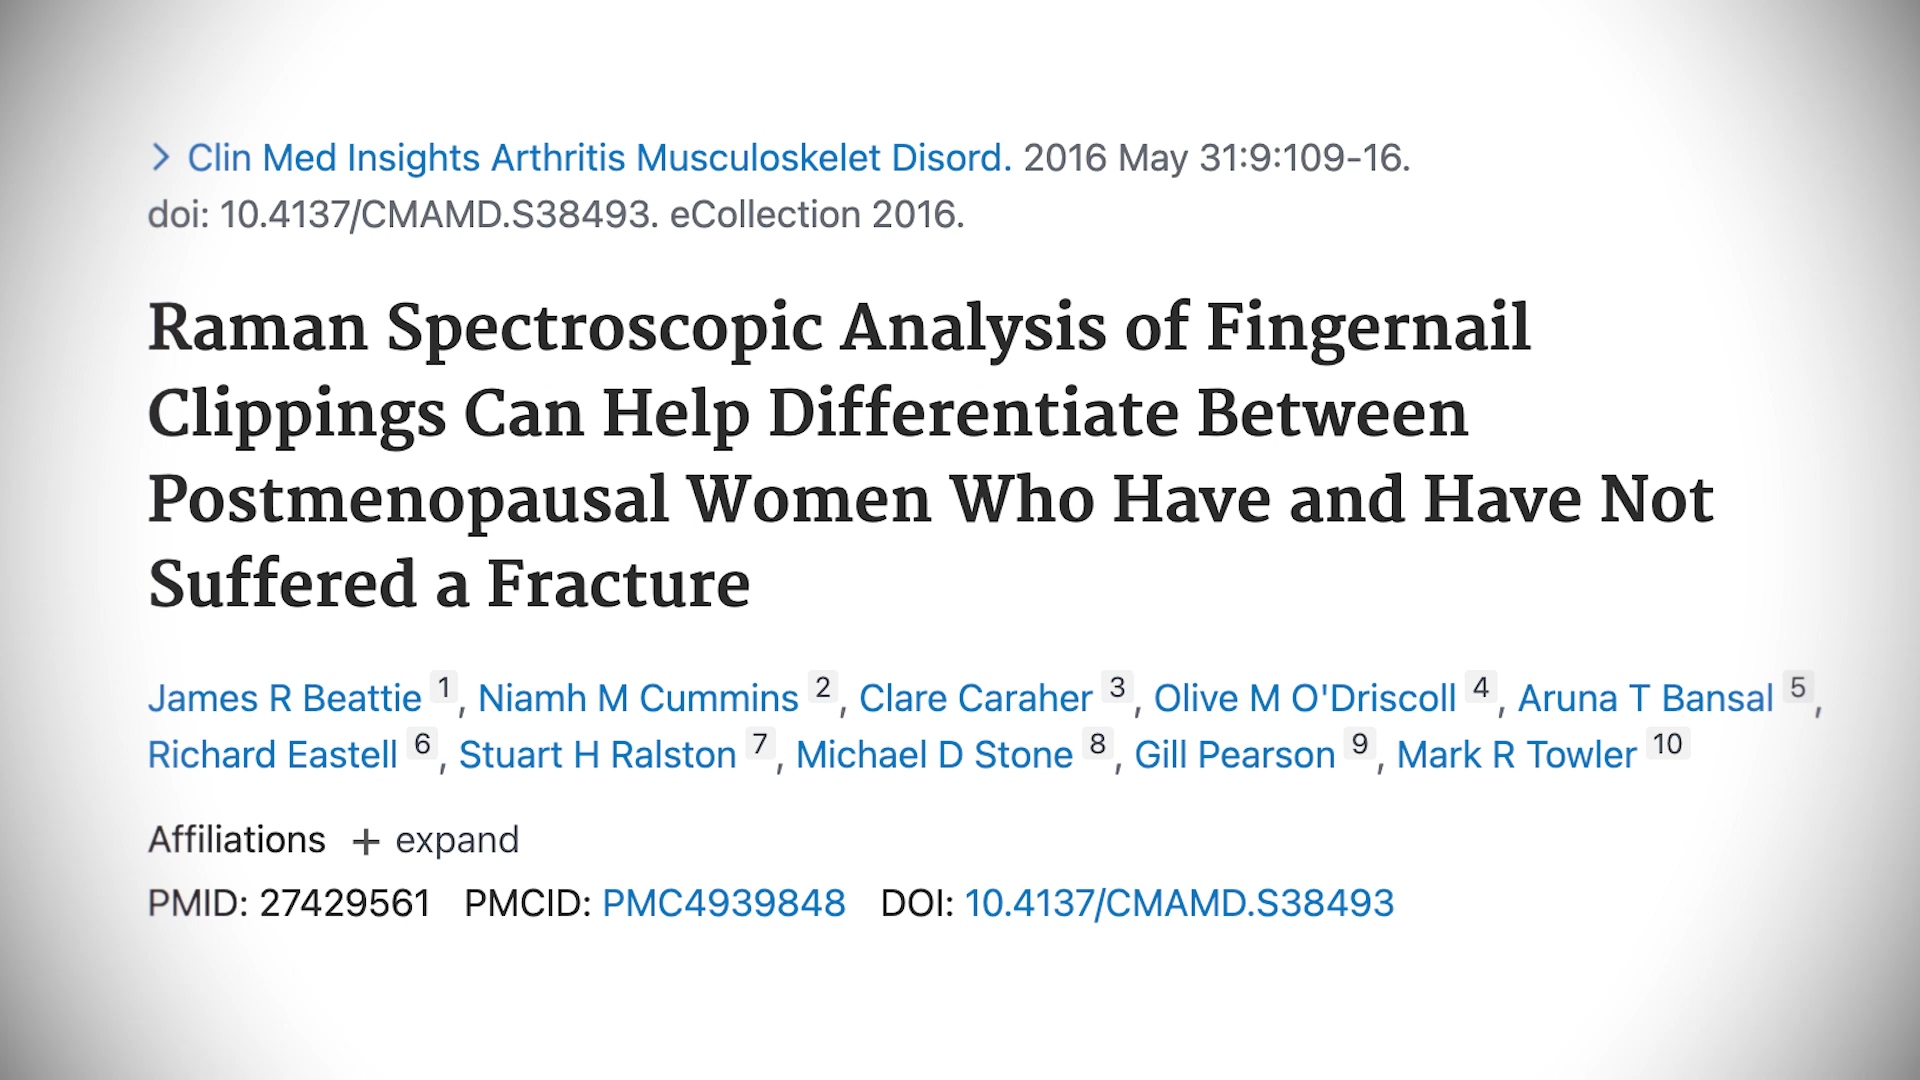 > Clin Med Insights Arthritis Musculoskelet Disord. 2016 May 31:9:109-16.
doi: 10.4137/CMAMD.S38493. eCollection 2016.
Raman Spectroscopic Analysis of Fingernail
Clippings Can Help Differentiate Between
Postmenopausal Women Who Have and Have Not
Suffered a Fracture
James R Beattie 1, Niamh M Cummins 2, Clare Caraher 3, Olive M O'Driscoll 4, Aruna T Bansal 5,
Richard Eastell 6, Stuart H Ralston 7, Michael D Stone 8, Gill Pearson 9, Mark R Towler 10
Affiliations + expand
PMID: 27429561 PMCID: PMC4939848 DOI: 10.4137/CMAMD.S38493